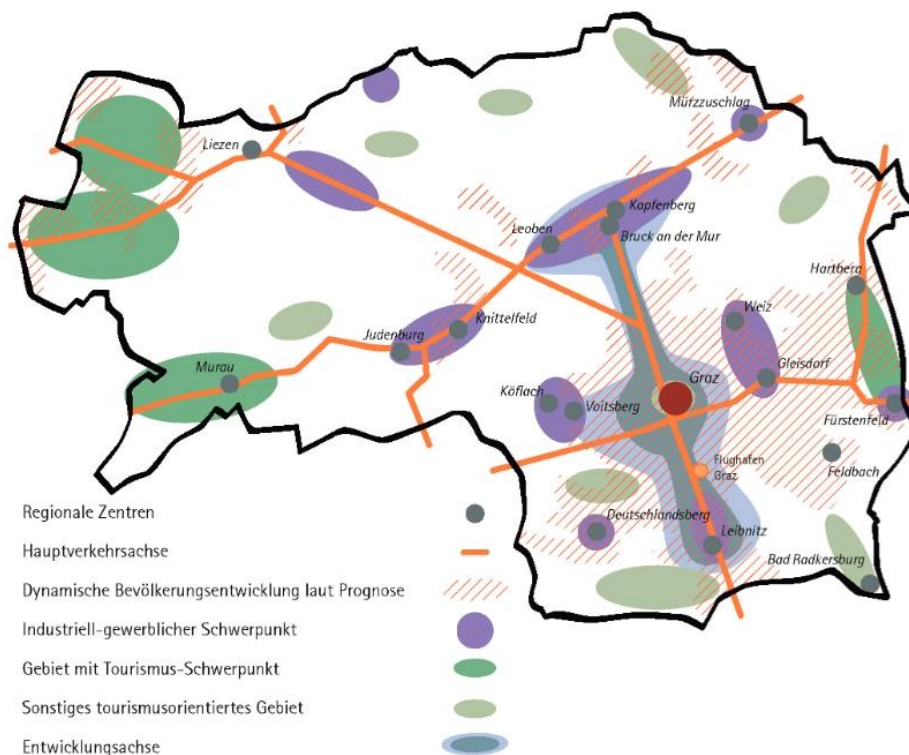 Mürzzuschlag
Liezen
Kapfenberg
Leoben
Bruck an der Mur
Hartberg
Weiz
Knittelfeld
Judenburg
Gleisdorf
Murau
Graz
Köflach
Voitsberg
Fürstenfeld
Flughafen
Graz
Feldbach
Deutschlandsberg
Leibnitz
Bad Radkersburg
Regionale Zentren
Hauptverkehrsachse
Dynamische Bevölkerungsentwicklung laut Prognose
Industriell-gewerblicher Schwerpunkt
Gebiet mit Tourismus-Schwerpunkt
Sonstiges tourismusorientiertes Gebiet
Entwicklungsachse